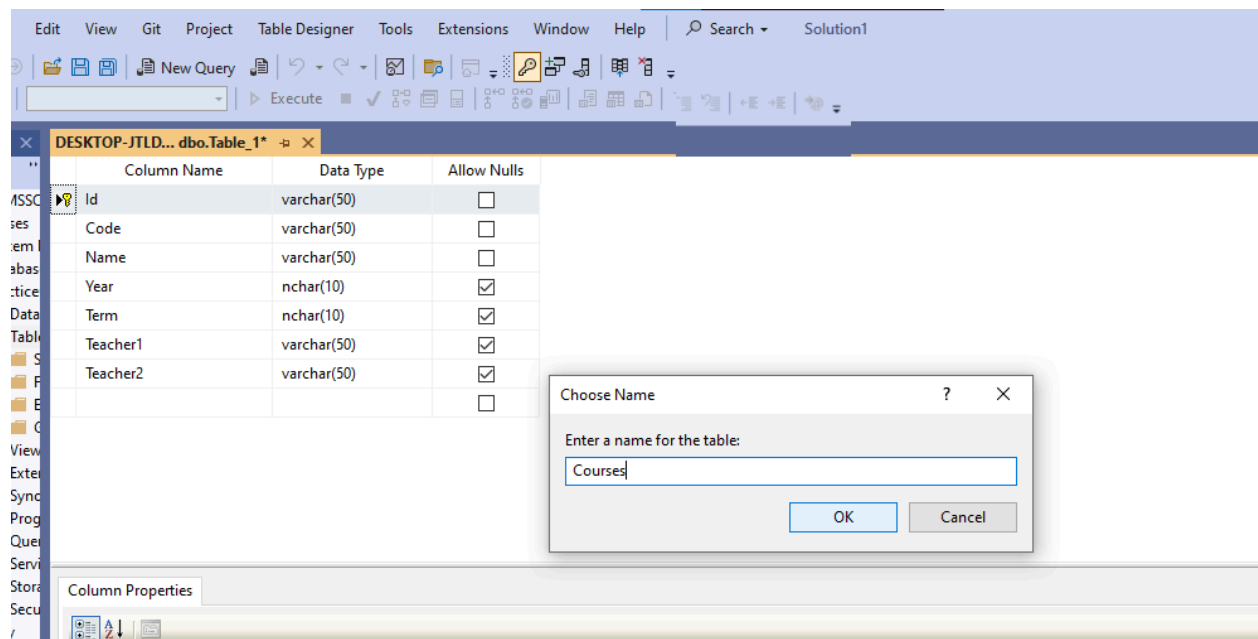 Edit View Git Project Table Designer Tools Extensions Window Help Search Solution1
New Query
Execute
DESKTOP-JTLD... dbo.Table_1*
Column Name Data Type Allow Nulls
Id varchar(50)
Code varchar(50)
Name varchar(50)
Year nchar(10)
Term nchar(10)
Teacher1 varchar(50)
Teacher2 varchar(50)
Choose Name ?
Enter a name for the table:
Courses
OK Cancel
View
Column Properties